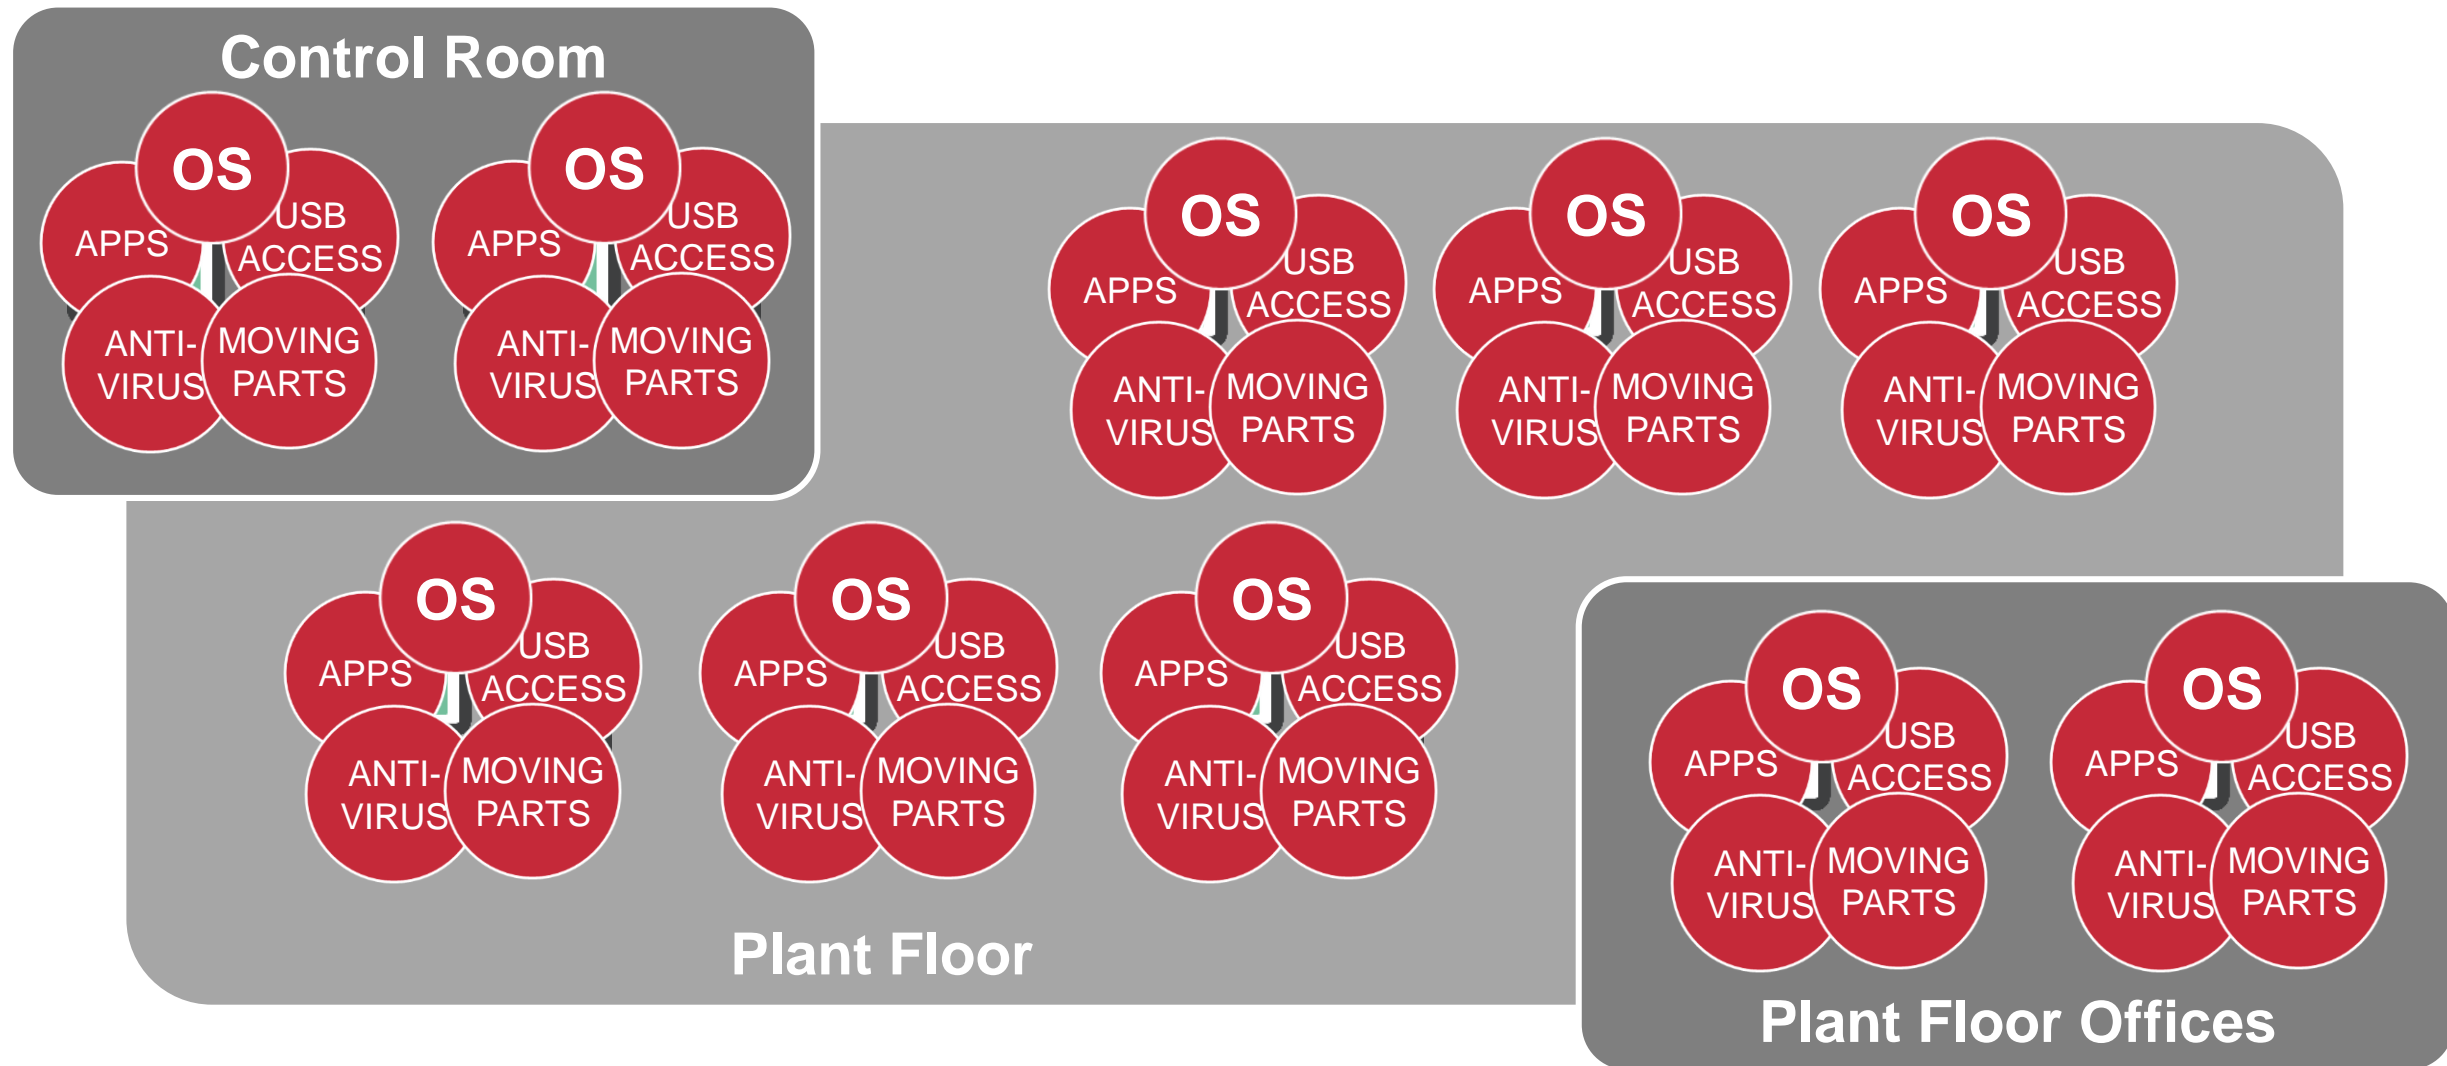 Control Room
OS
APPS
USB
ACCESS
ANTI-
VIRUS
MOVING
PARTS
OS
APPS
USB
ACCESS
ANTI-
VIRUS
MOVING
PARTS
OS
APPS
USB
ACCESS
ANTI-
VIRUS
MOVING
PARTS
OS
APPS
USB
ACCESS
ANTI-
VIRUS
MOVING
PARTS
OS
APPS
USB
ACCESS
ANTI-
VIRUS
MOVING
PARTS
OS
APPS
USB
ACCESS
ANTI-
VIRUS
MOVING
PARTS
OS
APPS
USB
ACCESS
ANTI-
VIRUS
MOVING
PARTS
OS
APPS
USB
ACCESS
ANTI-
VIRUS
MOVING
PARTS
Plant Floor
OS
APPS
USB
ACCESS
ANTI-
VIRUS
MOVING
PARTS
OS
APPS
USB
ACCESS
ANTI-
VIRUS
MOVING
PARTS
Plant Floor Offices